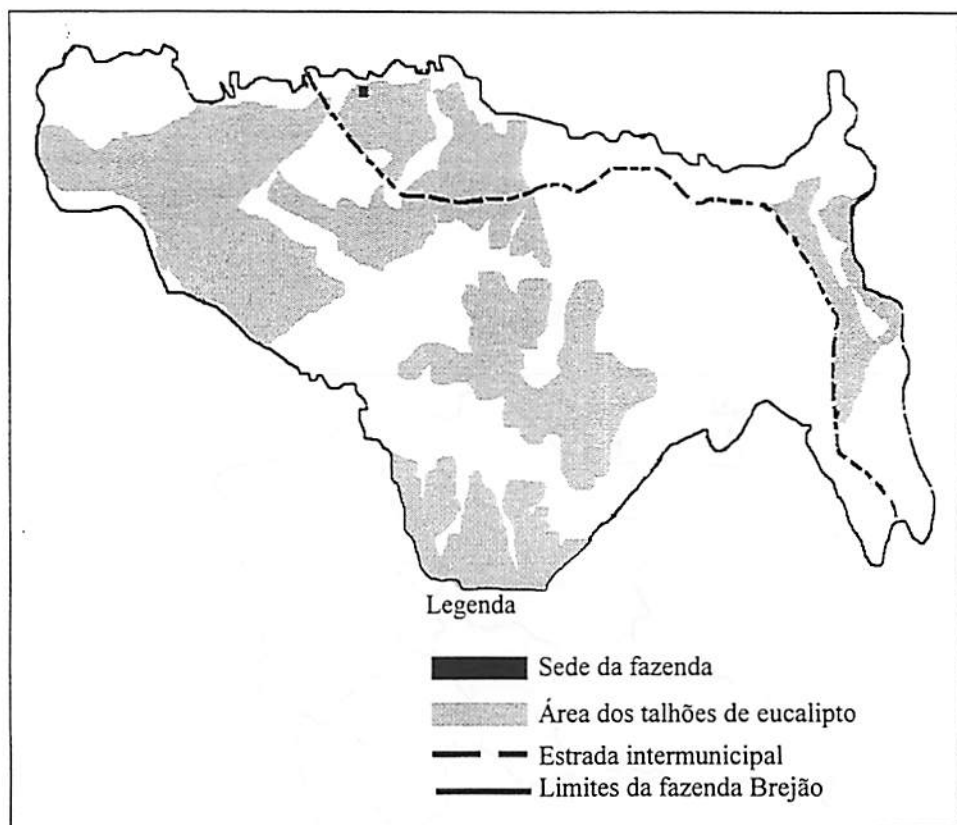 Legenda
Sede da fazenda
Área dos talhões de eucalipto
Estrada intermunicipal
Limites da fazenda Brejão